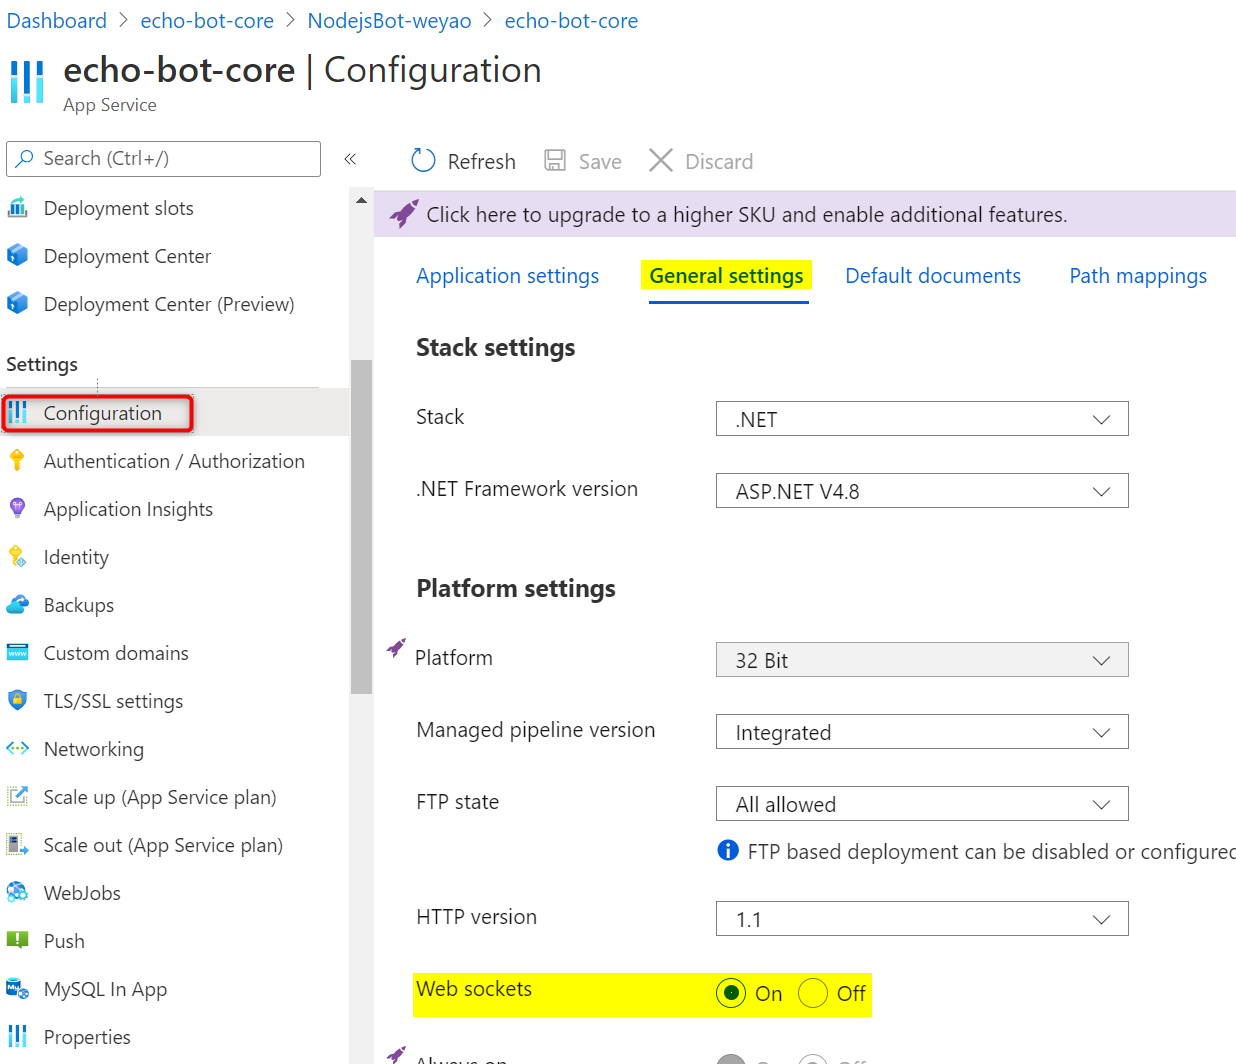 Dashboard > echo-bot-core > NodejsBot-weyao > echo-bot-core
echo-bot-core | Configuration
App Service
Search (Ctrl+/)
«
Refresh
Save
Discard
Deployment slots
Deployment Center
Deployment Center (Preview)
Settings
Configuration
Authentication / Authorization
Application Insights
Identity
Backups
Custom domains
TLS/SSL settings
Networking
Scale up (App Service plan)
Scale out (App Service plan)
WebJobs
Push
MySQL In App
Properties
Click here to upgrade to a higher SKU and enable additional features.
Application settings
General settings
Default documents
Path mappings
Stack settings
Stack
.NET
.NET Framework version
ASP.NET V4.8
Platform settings
Platform
32 Bit
Managed pipeline version
Integrated
FTP state
All allowed
FTP based deployment can be disabled or configured
HTTP version
1.1
Web sockets
On
Off
Always on